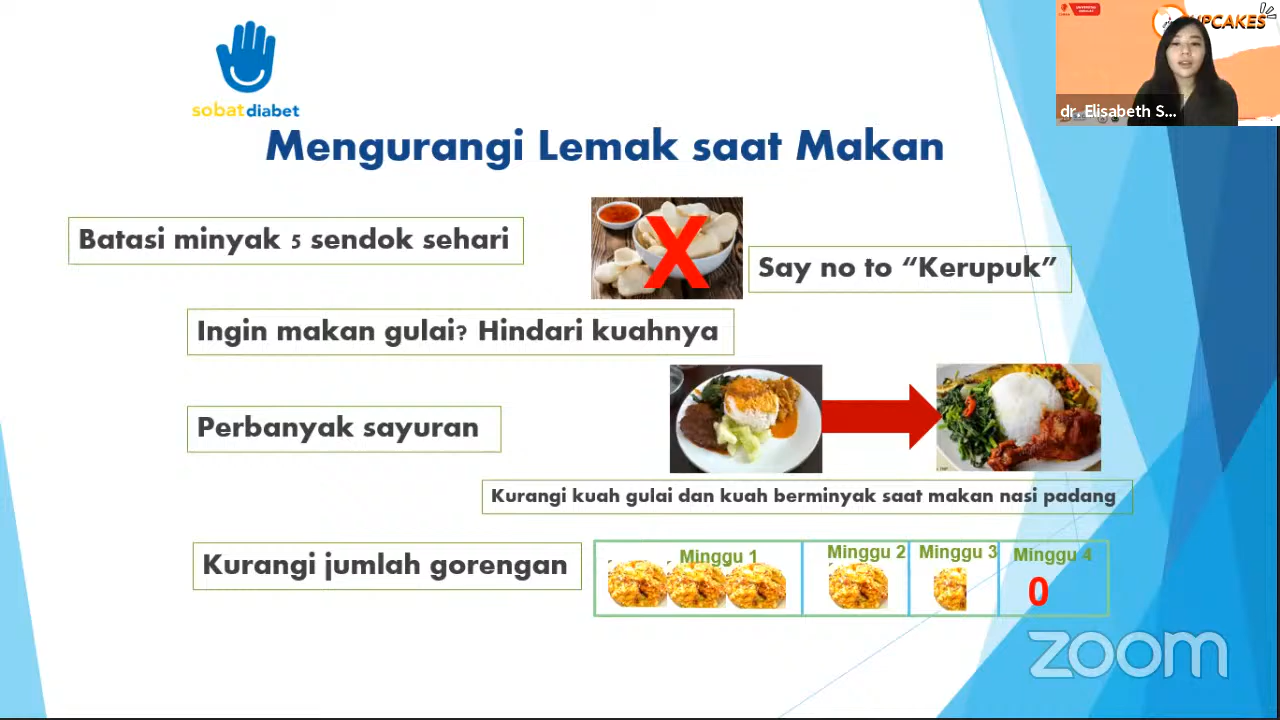 sobatdiabet
CUPCAKES
dr. Elisabeth S...
Mengurangi Lemak saat Makan
Batasi minyak 5 sendok sehari
X
Say no to “Kerupuk”
Ingin makan gulai? Hindari kuahnya
Perbanyak sayuran
Kurangi kuah gulai dan kuah berminyak saat makan nasi padang
Kurangi jumlah gorengan
Minggu 1
Minggu 2
Minggu 3
Minggu 4
0
zoom